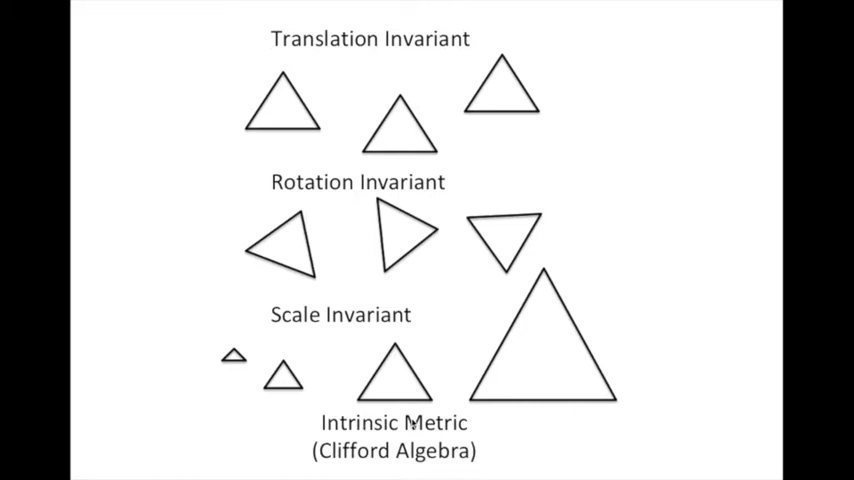 Translation Invariant
Rotation Invariant
Scale Invariant
Intrinsic Metric
(Clifford Algebra)